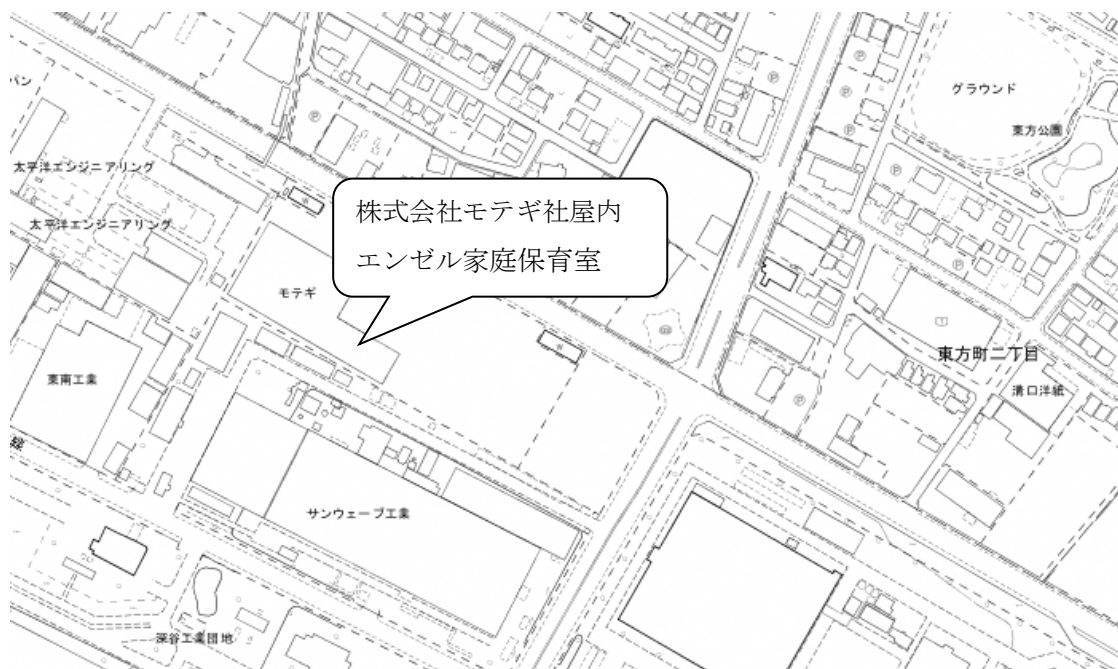 グラウンド
東方公園
パン
太平洋エンジニアリング
太平洋エンジニアリング
株式会社モテギ社屋内
エンゼル家庭保育室
モテギ
東方町二丁目
東南工業
溝口洋紙
サンウェーブ工業
深谷工業団地